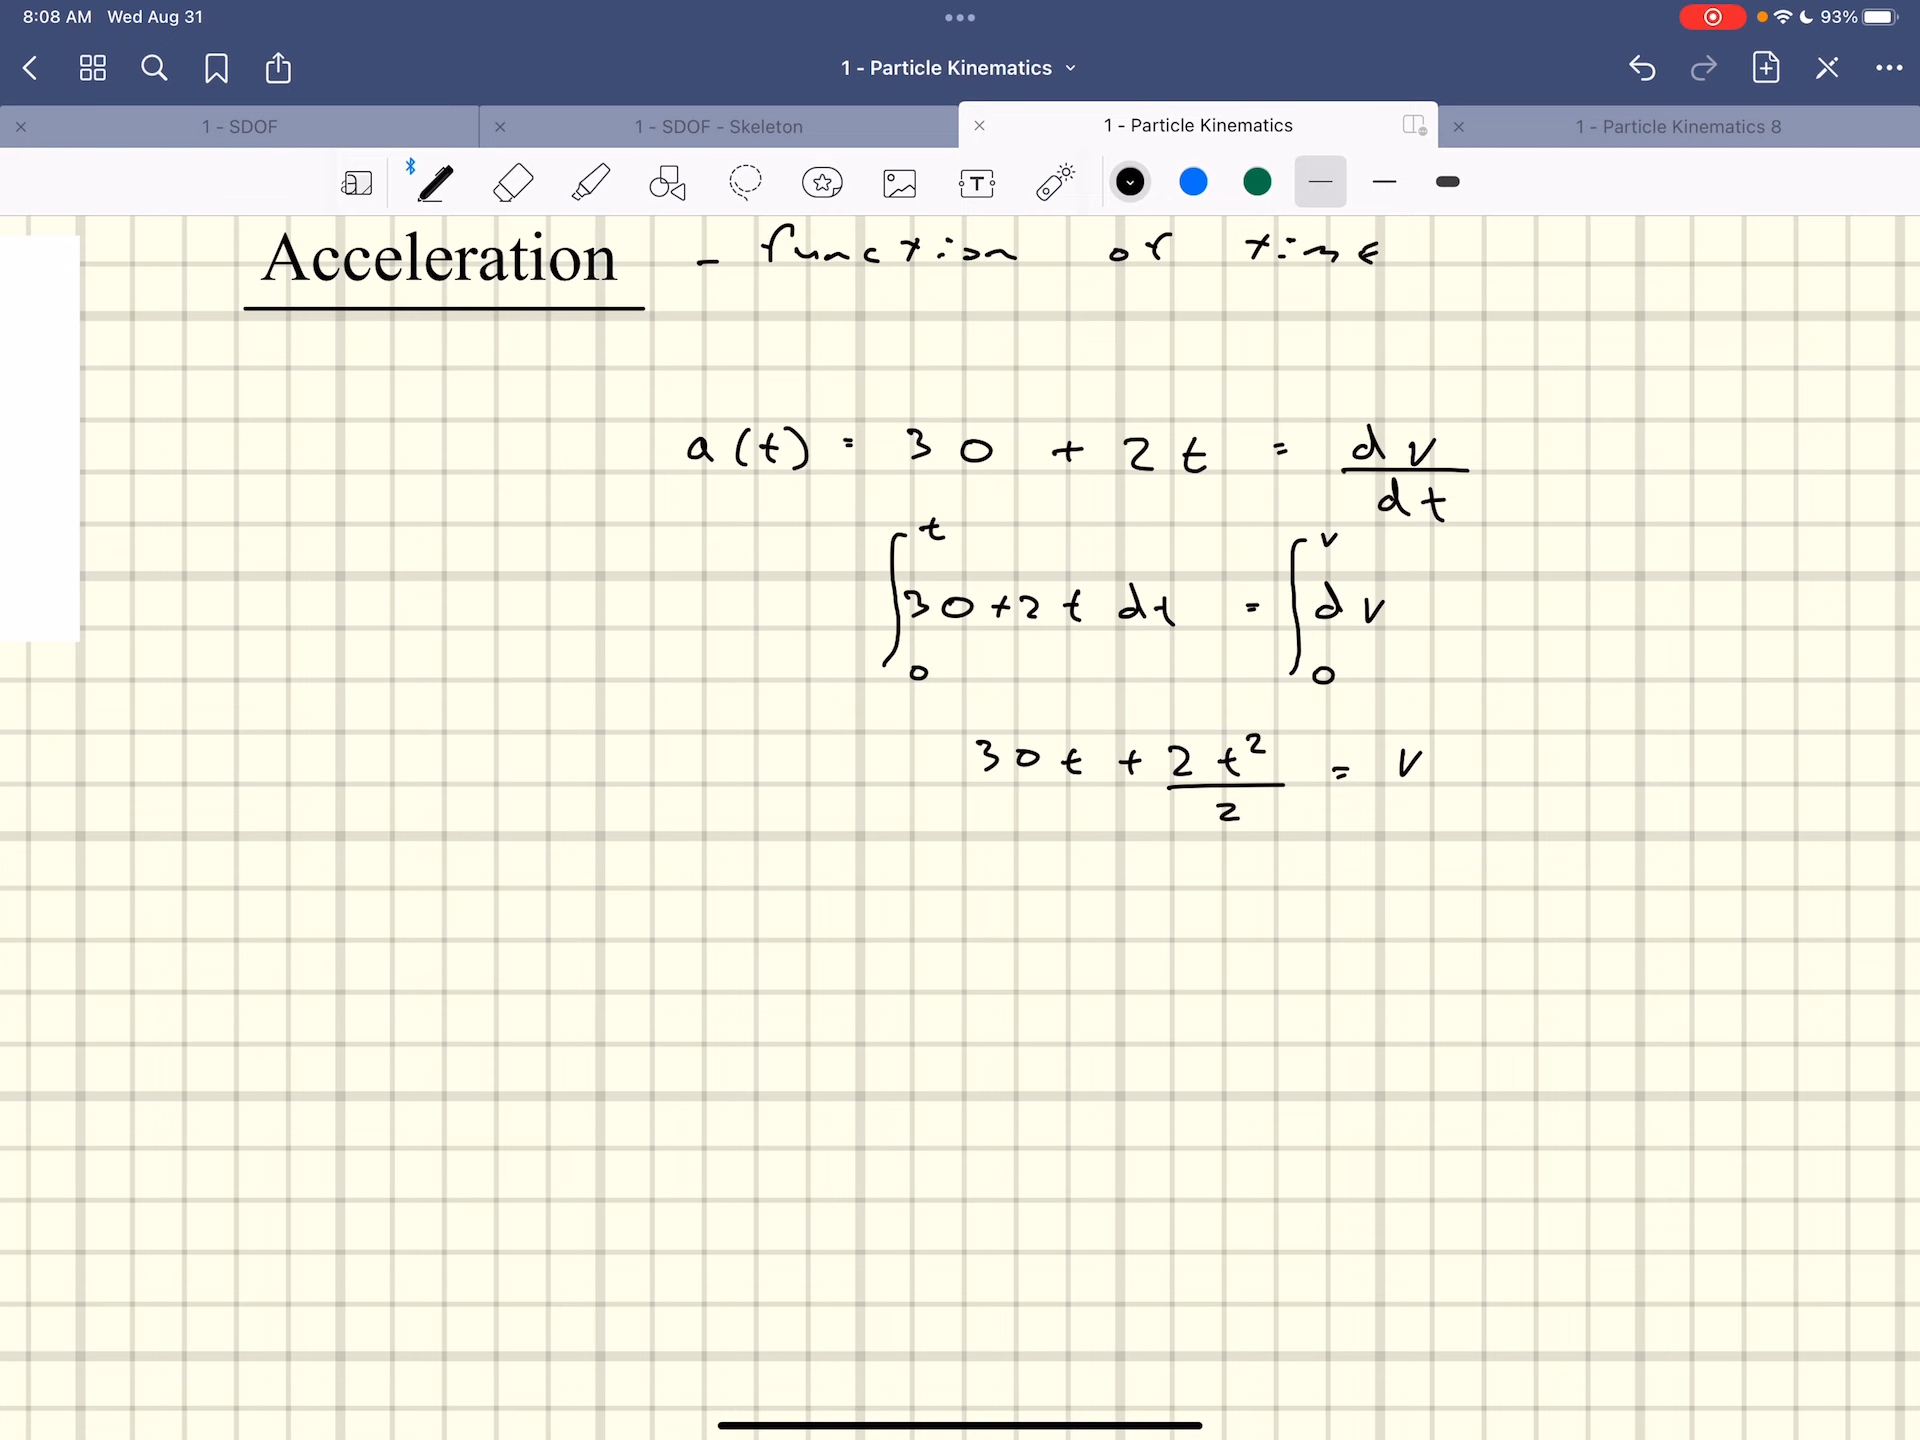 8:08 AM Wed Aug 31
93%
1 - Particle Kinematics
1 - SDOF
1 - SDOF - Skeleton
1 - Particle Kinematics
1 - Particle Kinematics 8
Acceleration - function of time
a(t) = 30 + 2t = dv/dt
∫₀ᵗ 30+2t dt = ∫₀ᵛ dv
30t + 2t²/2 = v